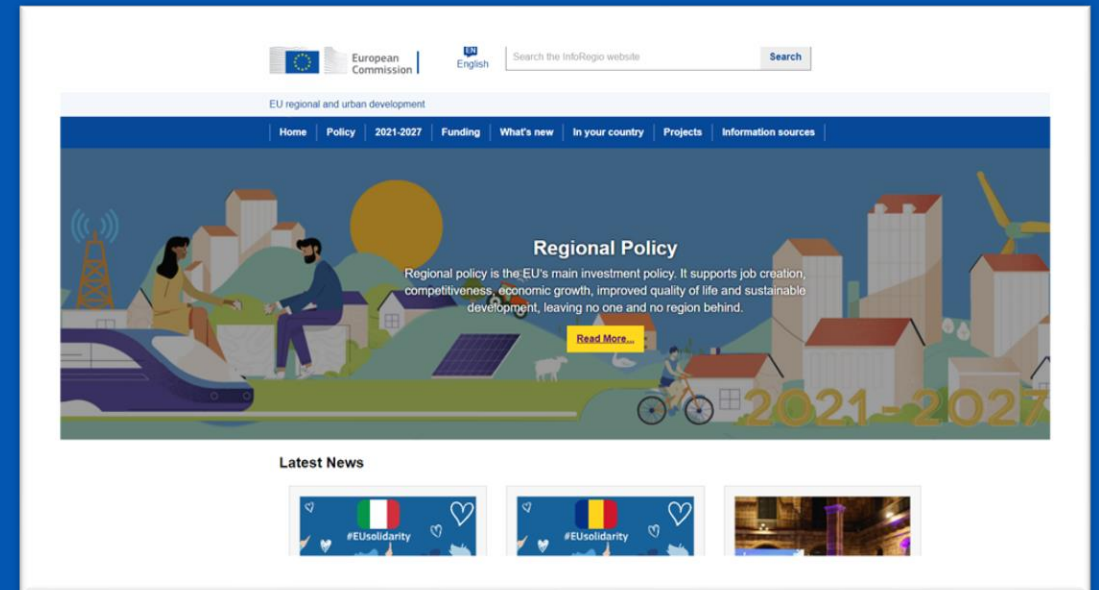 European
Commission
EN
English
Search the InfoRegio website
Search
EU regional and urban development
Home
Policy
2021-2027
Funding
What's new
In your country
Projects
Information sources
Regional Policy
Regional policy is the EU's main investment policy. It supports job creation,
competitiveness, economic growth, improved quality of life and sustainable
development, leaving no one and no region behind.
Read More...
2021-2027
Latest News
#EUsolidarity
#EUsolidarity